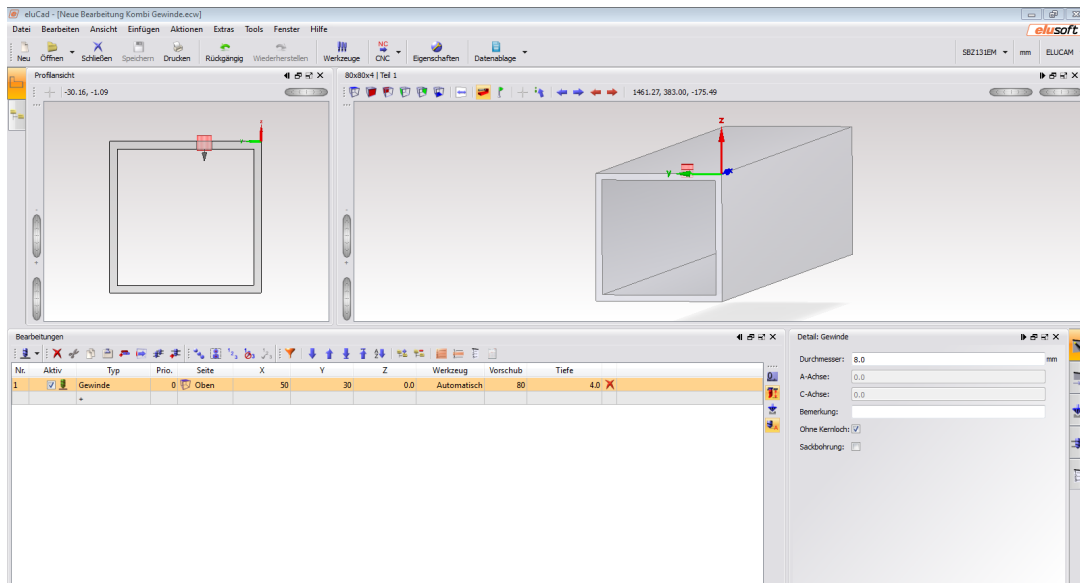 eluCad - [Neue Bearbeitung Kombi Gewinde.ecw]
Datei Bearbeiten Ansicht Einfügen Aktionen Extras Tools Fenster Hilfe
elusoft
NC
Neu Öffnen Schließen Speichern Drucken Rückgängig Wiederherstellen Werkzeuge CNC Eigenschaften Datenablage SBZ131EM mm ELUCAM
Profilansicht
80x80x4 | Teil 1
-30.16, -1.09
1461.27, 383.00, -175.49
z
y
z
y
x
Bearbeitungen
Detail: Gewinde
Durchmesser: 8.0 mm
A-Achse: 0.0
C-Achse: 0.0
Bemerkung:
Ohne Kernloch:
Sackbohrung:
Nr. Aktiv Typ Prio. Seite X Y Z Werkzeug Vorschub Tiefe
1 Gewinde 0 Oben 50 30 0.0 Automatisch 80 4.0
+